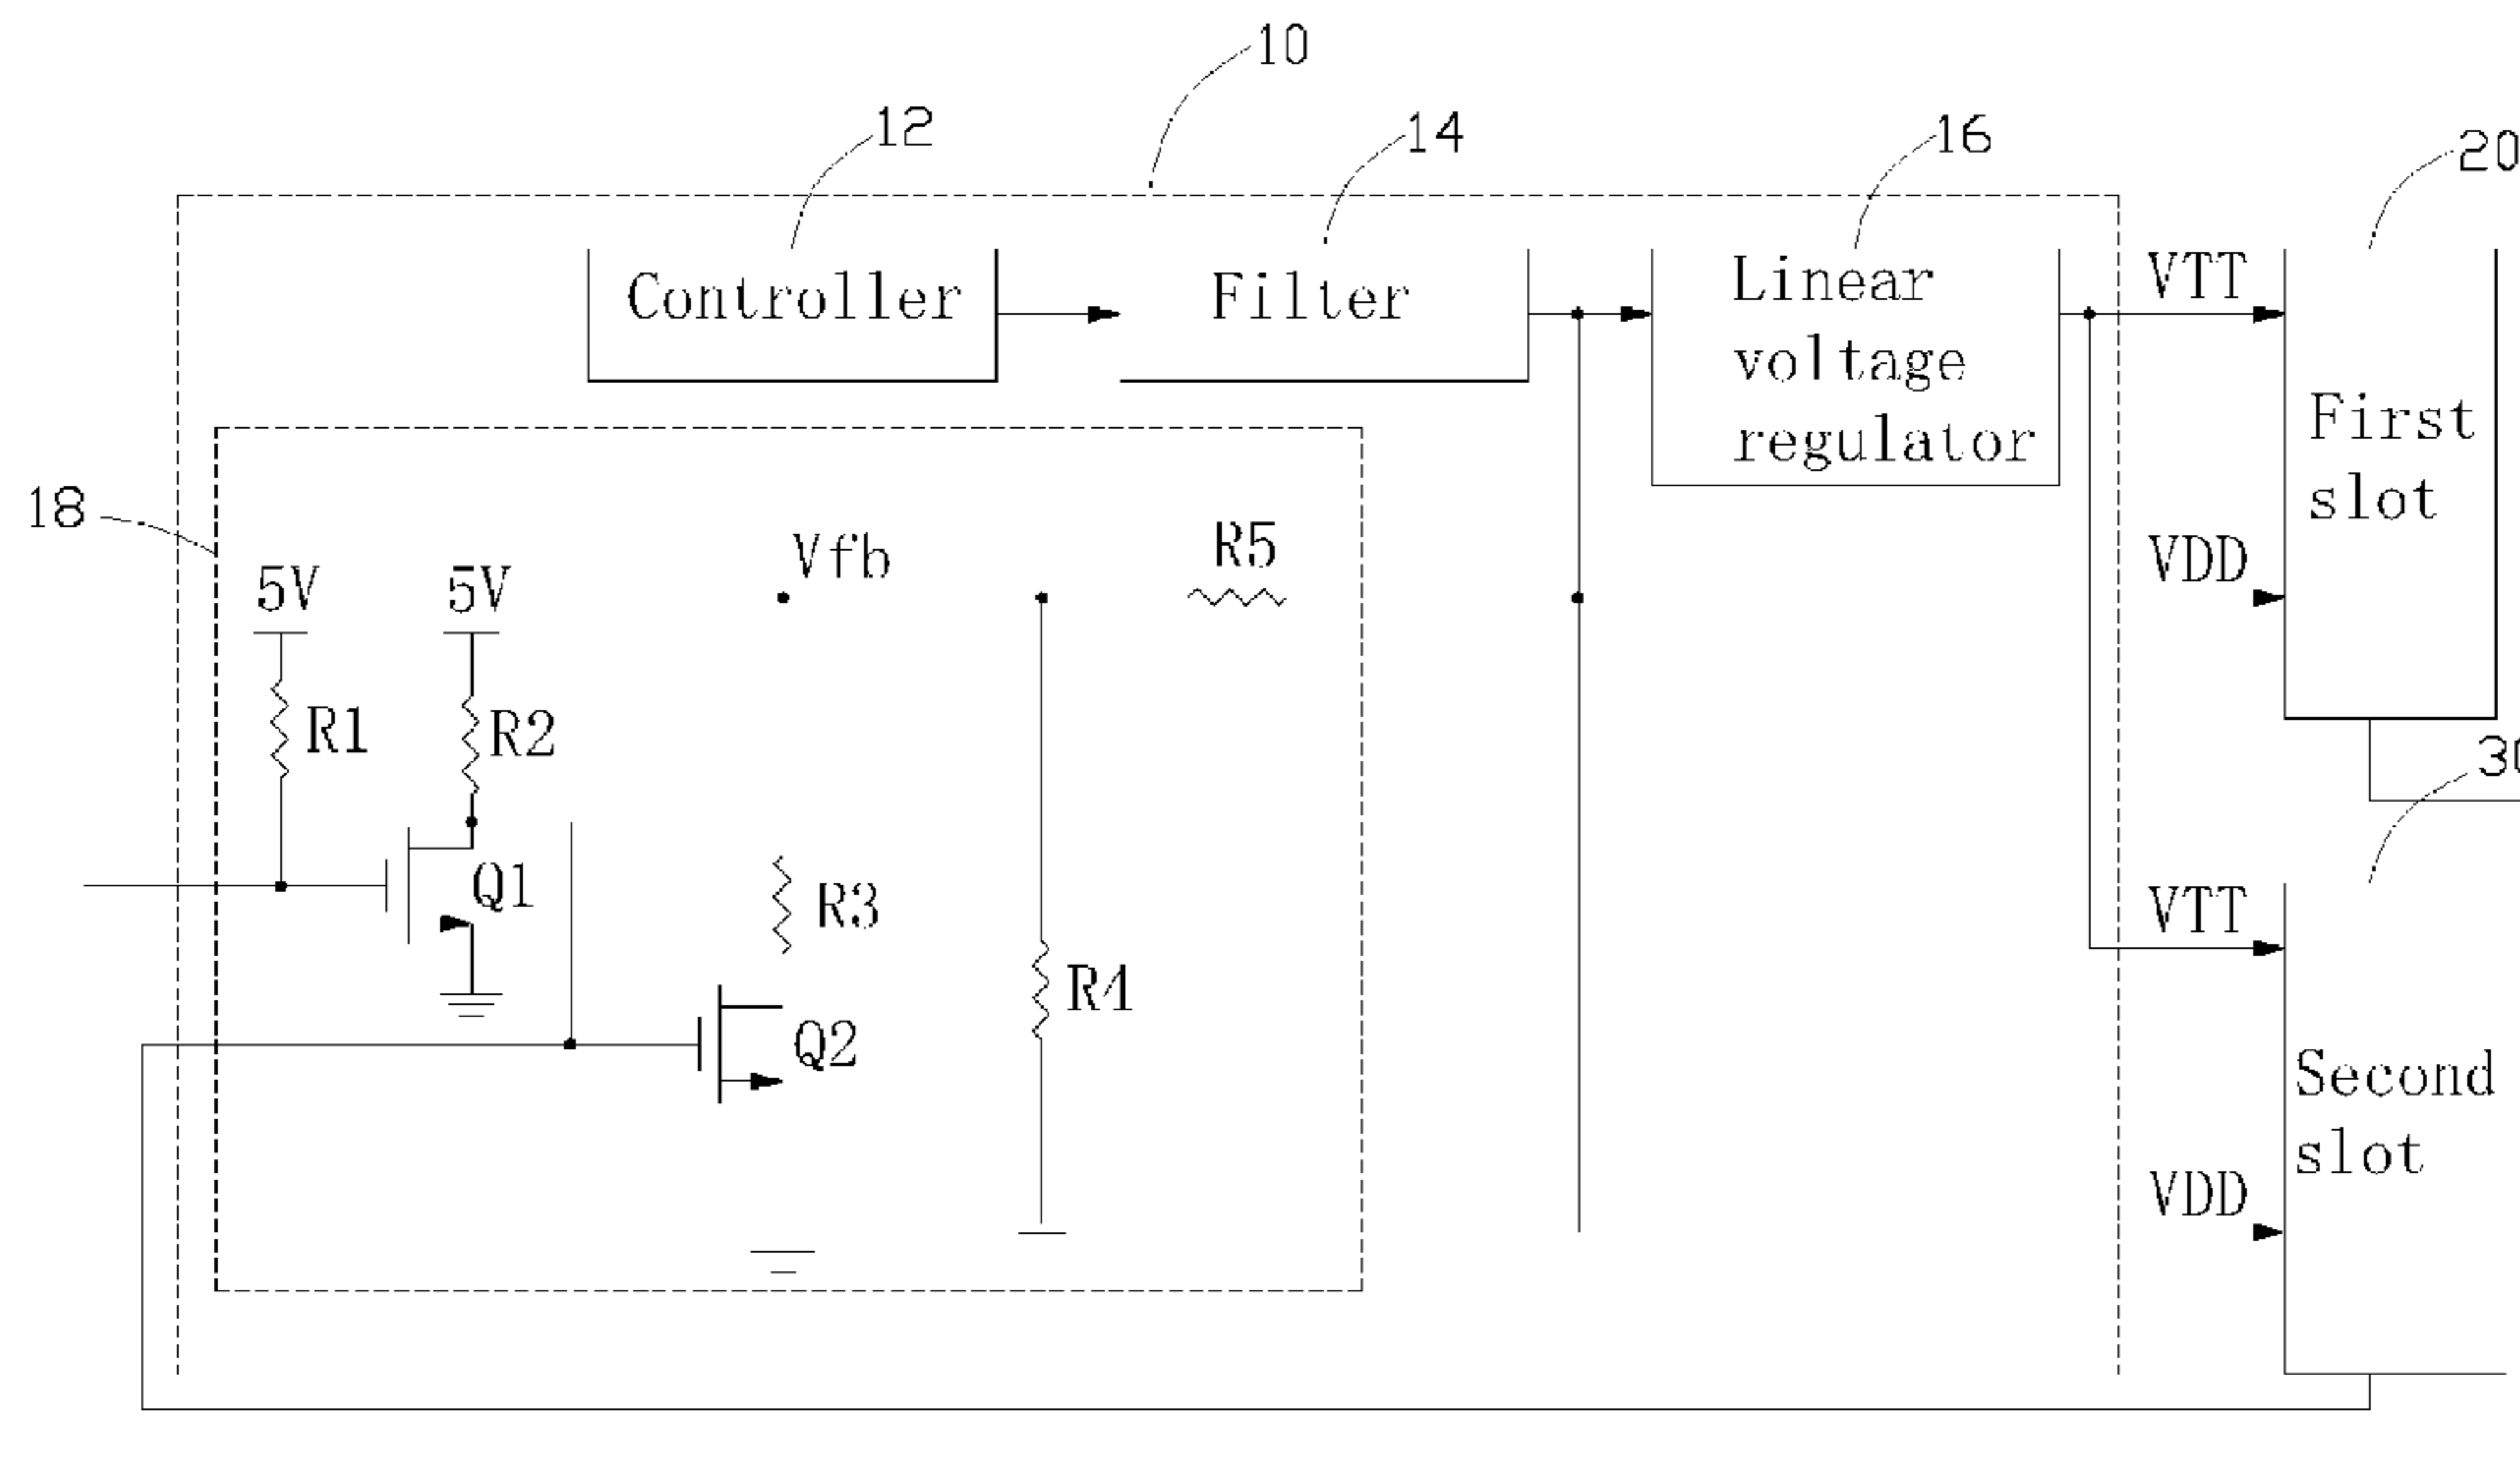 10
12
14
16
20
Controller
Filter
Linear
voltage
regulator
VTT
First
slot
VDD
18
5V
5V
Vfb
R5
R1
R2
Q1
R3
R4
Q2
VTT
Second
slot
VDD